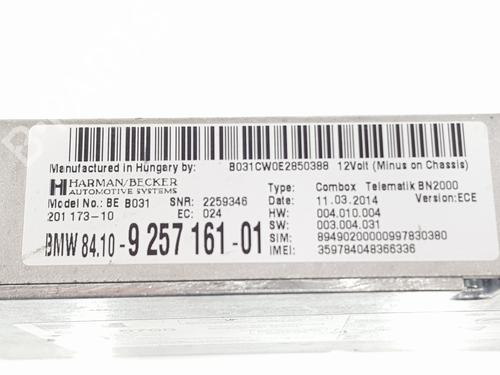 Manufactured in Hungary by: B031CW0E2850388 12Volt (Minus on Chassis)
HARMAN/BECKER
AUTOMOTIVE SYSTEMS
Type: Combox Telematik BN2000
Model No.: BE B031 SNR: 2259346 Date: 11.03.2014 Version:ECE
201 173-10 EC: 024 HW: 004.010.004
SW: 003.004.031
BMW 84.10- 9 257 161 -01 SIM: 89490200000997830380
IMEI: 359784048366336